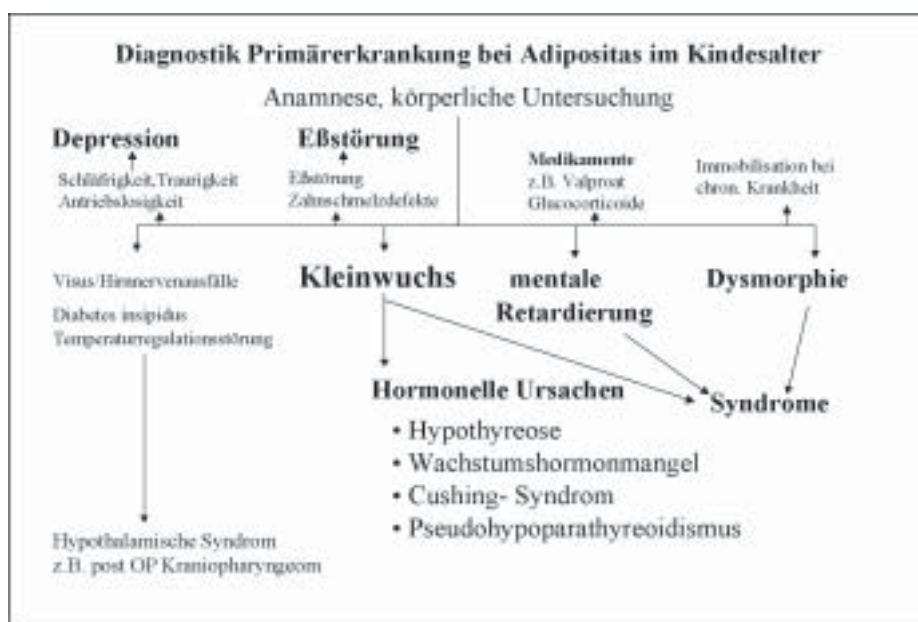 Diagnostik Primärerkrankung bei Adipositas im Kindesalter
Anamnese, körperliche Untersuchung
Depression
Schläfrigkeit,Traurigkeit
Antriebslosigkeit
Eßstörung
Eßstörung
Zahnschmelzdefekte
Medikamente
z.B. Valproat
Glucocorticoide
Immobilisation bei
chron. Krankheit
Visus/Hirnnervenausfälle
Diabetes insipidus
Temperaturregulationsstörung
Kleinwuchs
mentale
Retardierung
Dysmorphie
Hormonelle Ursachen
• Hypothyreose
• Wachstumshormonmangel
• Cushing- Syndrom
• Pseudohypoparathyreoidismus
Syndrome
Hypothalamische Syndrom
z.B. post OP Kraniopharyngeom